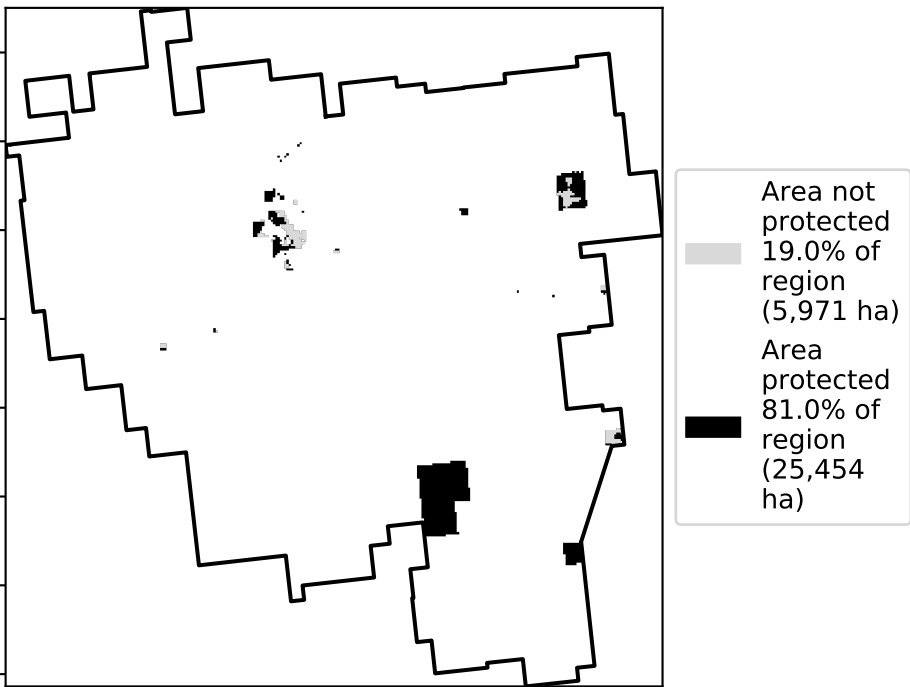 Area not
protected
19.0% of
region
(5,971 ha)
Area
protected
81.0% of
region
(25,454
ha)